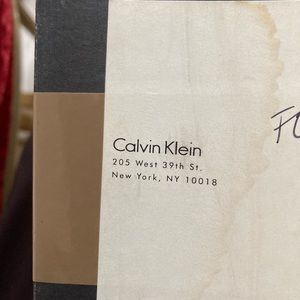 Calvin Klein
205 West 39th St.
New York, NY 10018